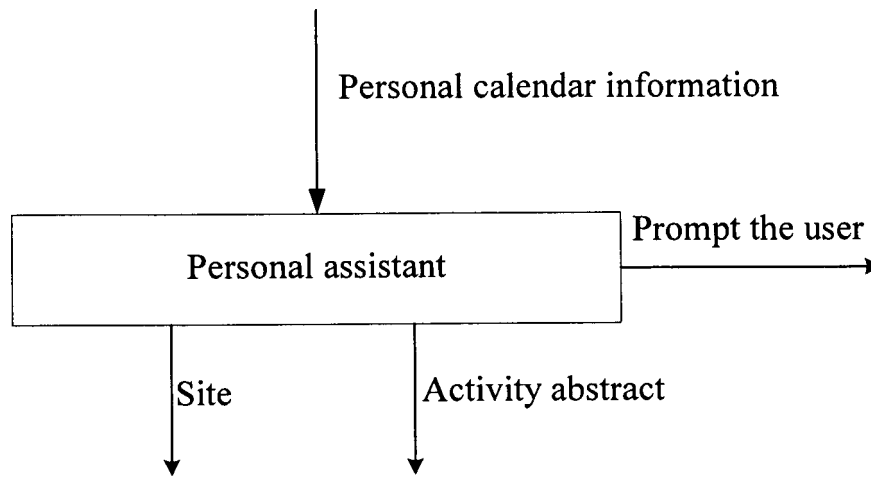 Personal calendar information
Prompt the user
Personal assistant
Site
Activity abstract